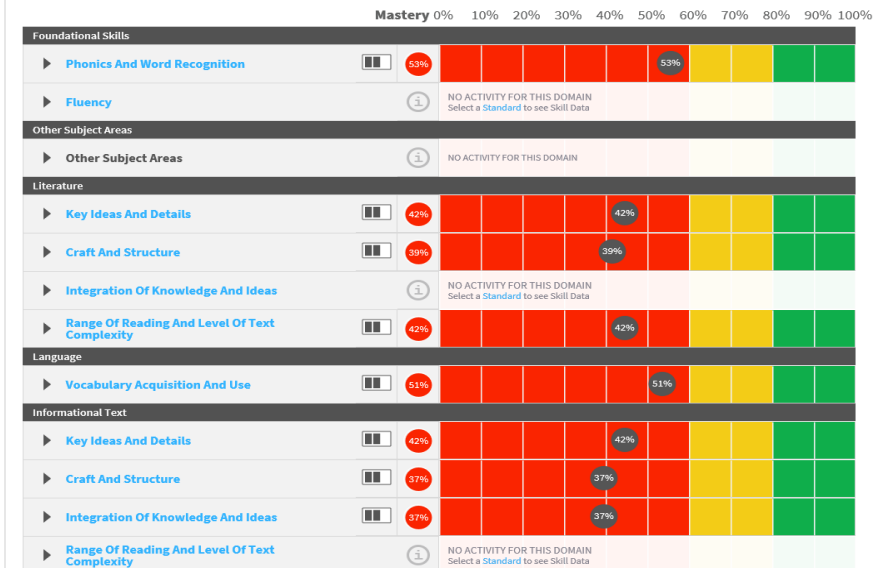 Mastery 0% 10% 20% 30% 40% 50% 60% 70% 80% 90% 100%
Foundational Skills
Phonics And Word Recognition 53% 53%
Fluency i NO ACTIVITY FOR THIS DOMAIN
Select a Standard to see Skill Data
Other Subject Areas
Other Subject Areas i NO ACTIVITY FOR THIS DOMAIN
Literature
Key Ideas And Details 42% 42%
Craft And Structure 39% 39%
Integration Of Knowledge And Ideas i NO ACTIVITY FOR THIS DOMAIN
Select a Standard to see Skill Data
Range Of Reading And Level Of Text
Complexity 42% 42%
Language
Vocabulary Acquisition And Use 51% 51%
Informational Text
Key Ideas And Details 42% 42%
Craft And Structure 37% 37%
Integration Of Knowledge And Ideas 37% 37%
Range Of Reading And Level Of Text i NO ACTIVITY FOR THIS DOMAIN
Complexity Select a Standard to see Skill Data